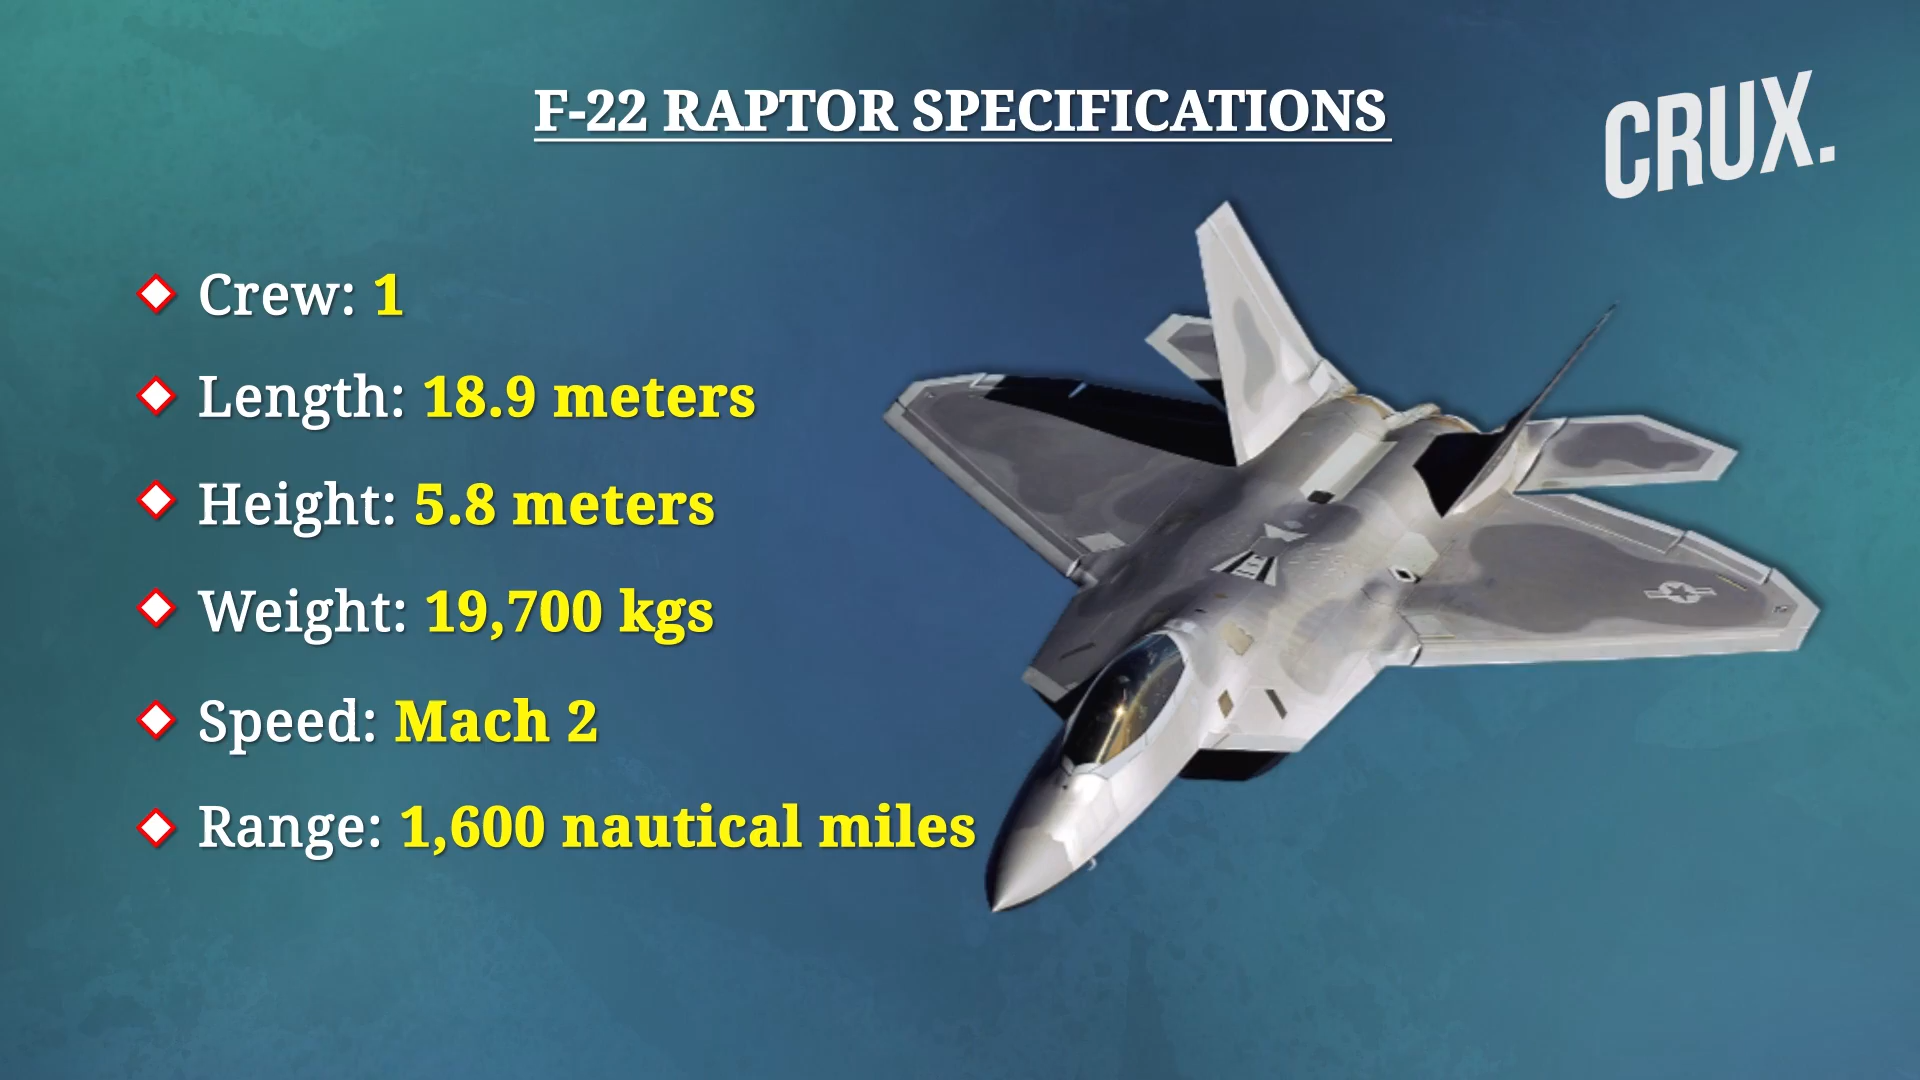 F-22 RAPTOR SPECIFICATIONS
CRUX.
Crew: 1
Length: 18.9 meters
Height: 5.8 meters
Weight: 19,700 kgs
Speed: Mach 2
Range: 1,600 nautical miles